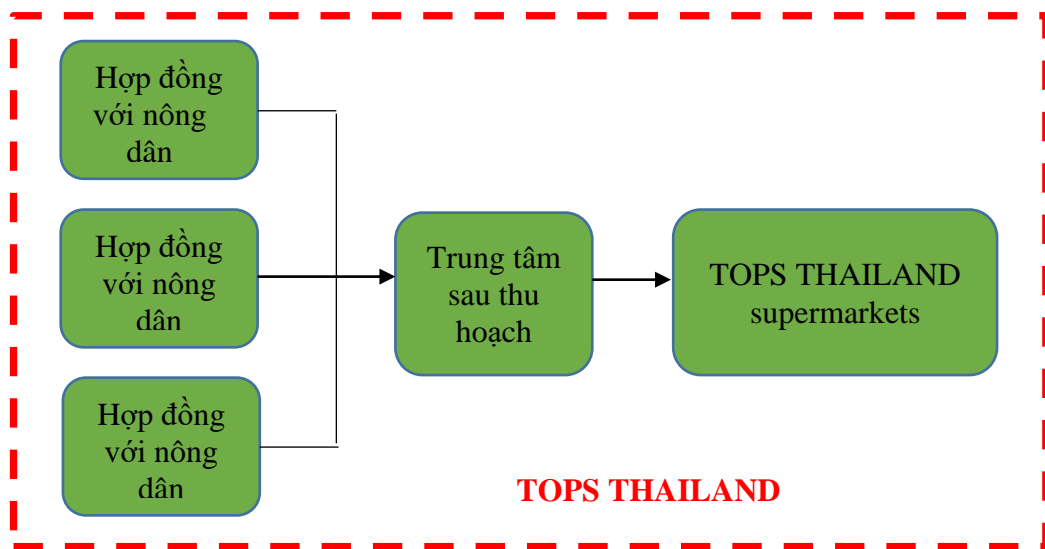 Hợp đồng
với nông
dân
Hợp đồng
với nông
dân
Hợp đồng
với nông
dân
Trung tâm
sau thu
hoạch
TOPS THAILAND
supermarkets
TOPS THAILAND